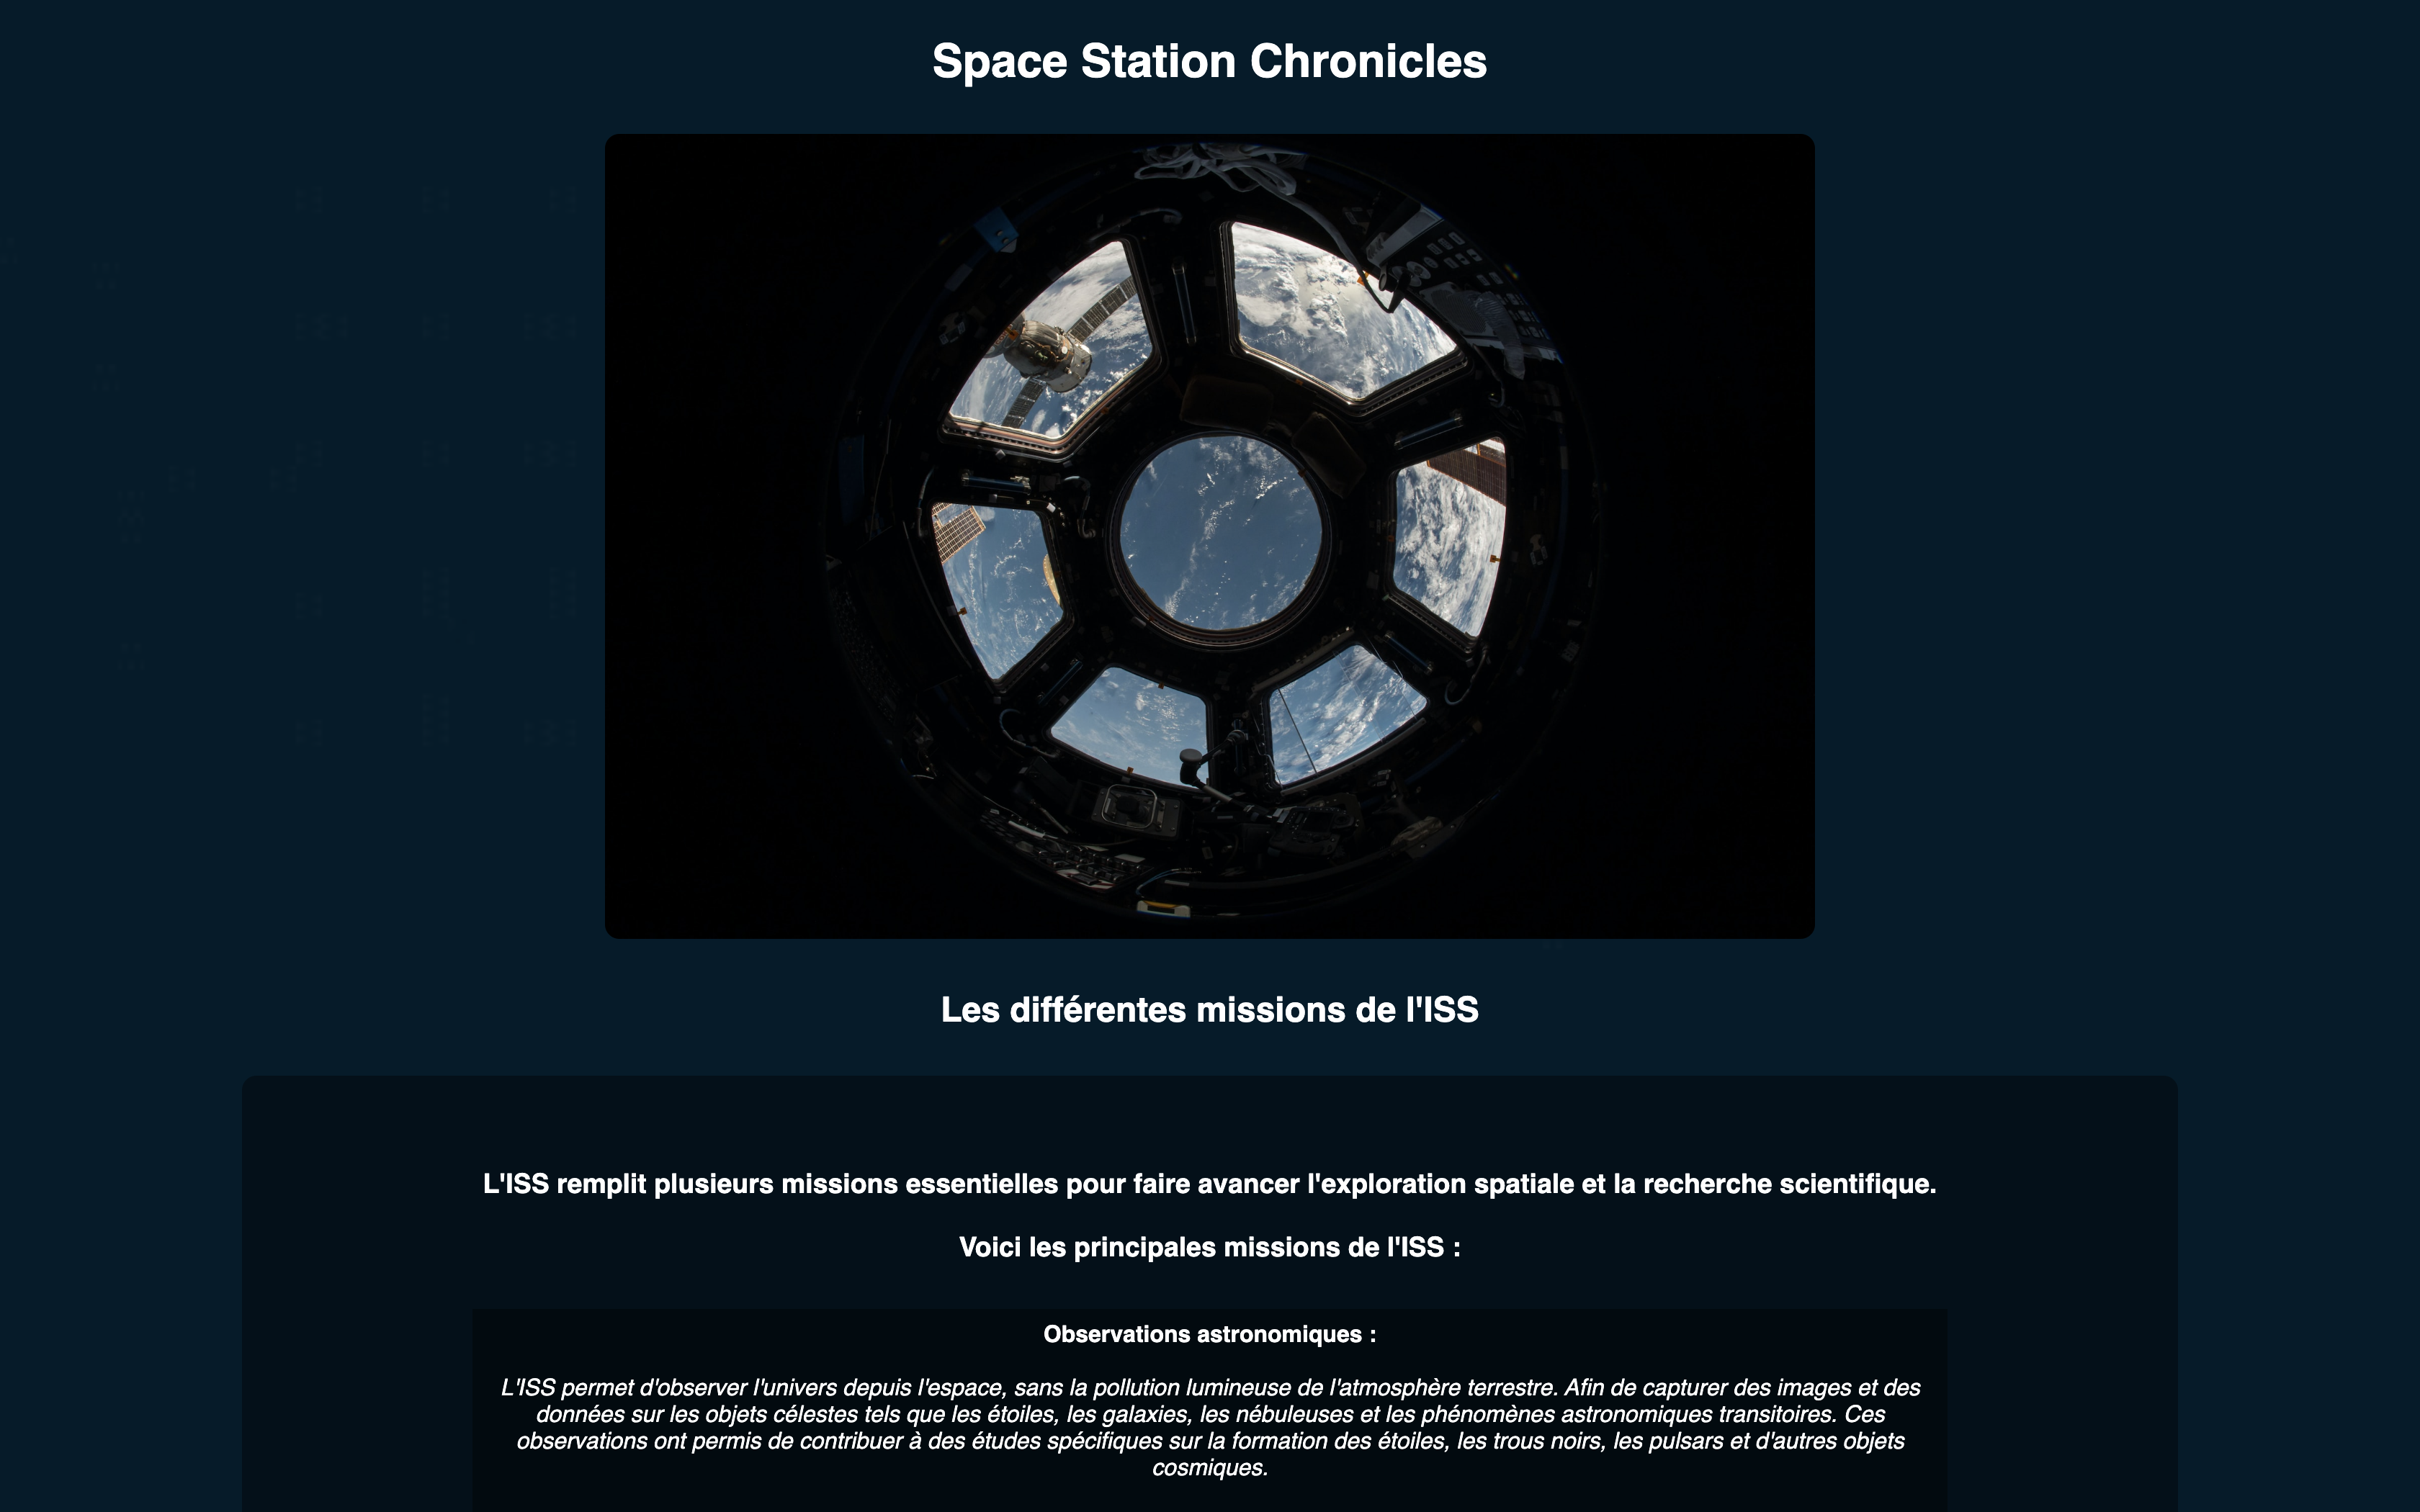 Space Station Chronicles
Les différentes missions de l'ISS
L'ISS remplit plusieurs missions essentielles pour faire avancer l'exploration spatiale et la recherche scientifique.
Voici les principales missions de l'ISS :
Observations astronomiques :
L'ISS permet d'observer l'univers depuis l'espace, sans la pollution lumineuse de l'atmosphère terrestre. Afin de capturer des images et des
données sur les objets célestes tels que les étoiles, les galaxies, les nébuleuses et les phénomènes astronomiques transitoires. Ces
observations ont permis de contribuer à des études spécifiques sur la formation des étoiles, les trous noirs, les pulsars et d'autres objets
cosmiques.